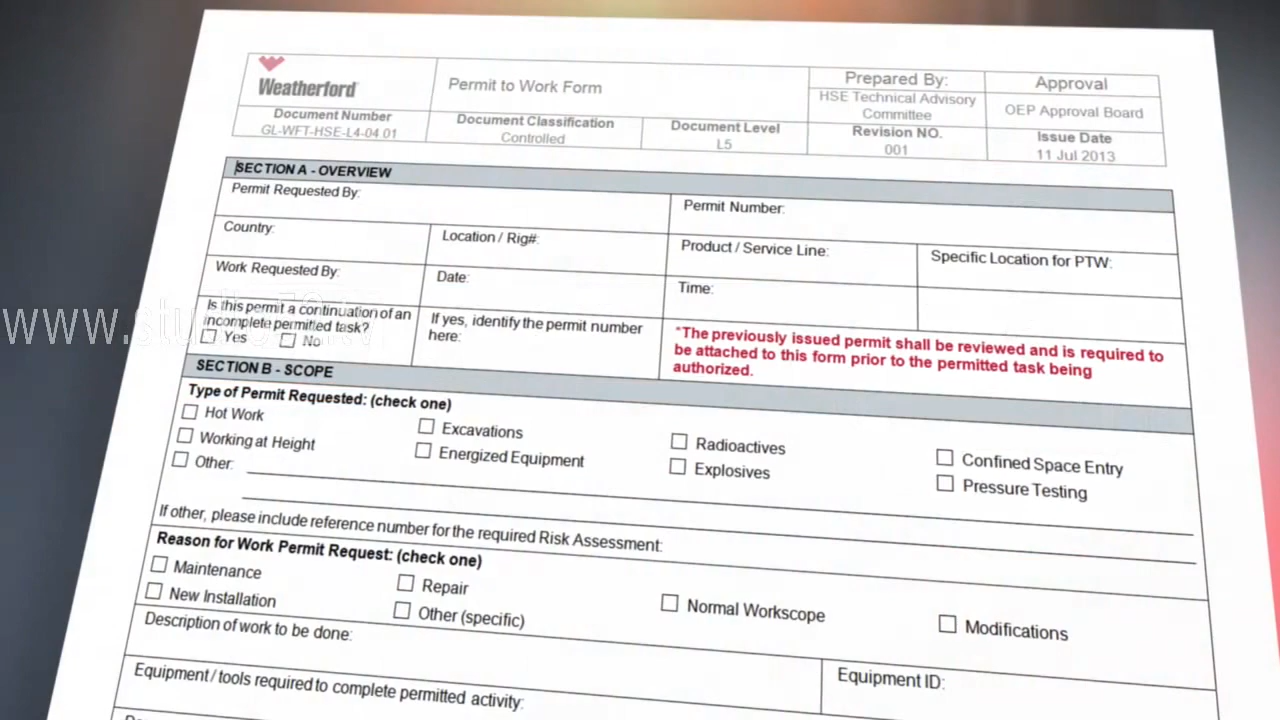 Weatherford
Permit to Work Form
Prepared By:
Approval
HSE Technical Advisory
Committee
OEP Approval Board
Document Number
GL-WFT-HSE-L4-04 01
Document Classification
Controlled
Document Level
L5
Revision NO.
001
Issue Date
11 Jul 2013
SECTION A - OVERVIEW
Permit Requested By:
Permit Number:
Country:
Location / Rig#:
Product / Service Line:
Specific Location for PTW:
Work Requested By:
Date:
Time:
Is this permit a continuation of an
incomplete permitted task?
Yes No
If yes, identify the permit number
here:
*The previously issued permit shall be reviewed and is required to
be attached to this form prior to the permitted task being
authorized.
SECTION B - SCOPE
Type of Permit Requested: (check one)
Hot Work
Excavations
Radioactives
Confined Space Entry
Working at Height
Energized Equipment
Explosives
Pressure Testing
Other:
If other, please include reference number for the required Risk Assessment:
Reason for Work Permit Request: (check one)
Maintenance
Repair
Normal Workscope
Modifications
New Installation
Other (specific)
Description of work to be done:
Equipment ID:
Equipment / tools required to complete permitted activity: